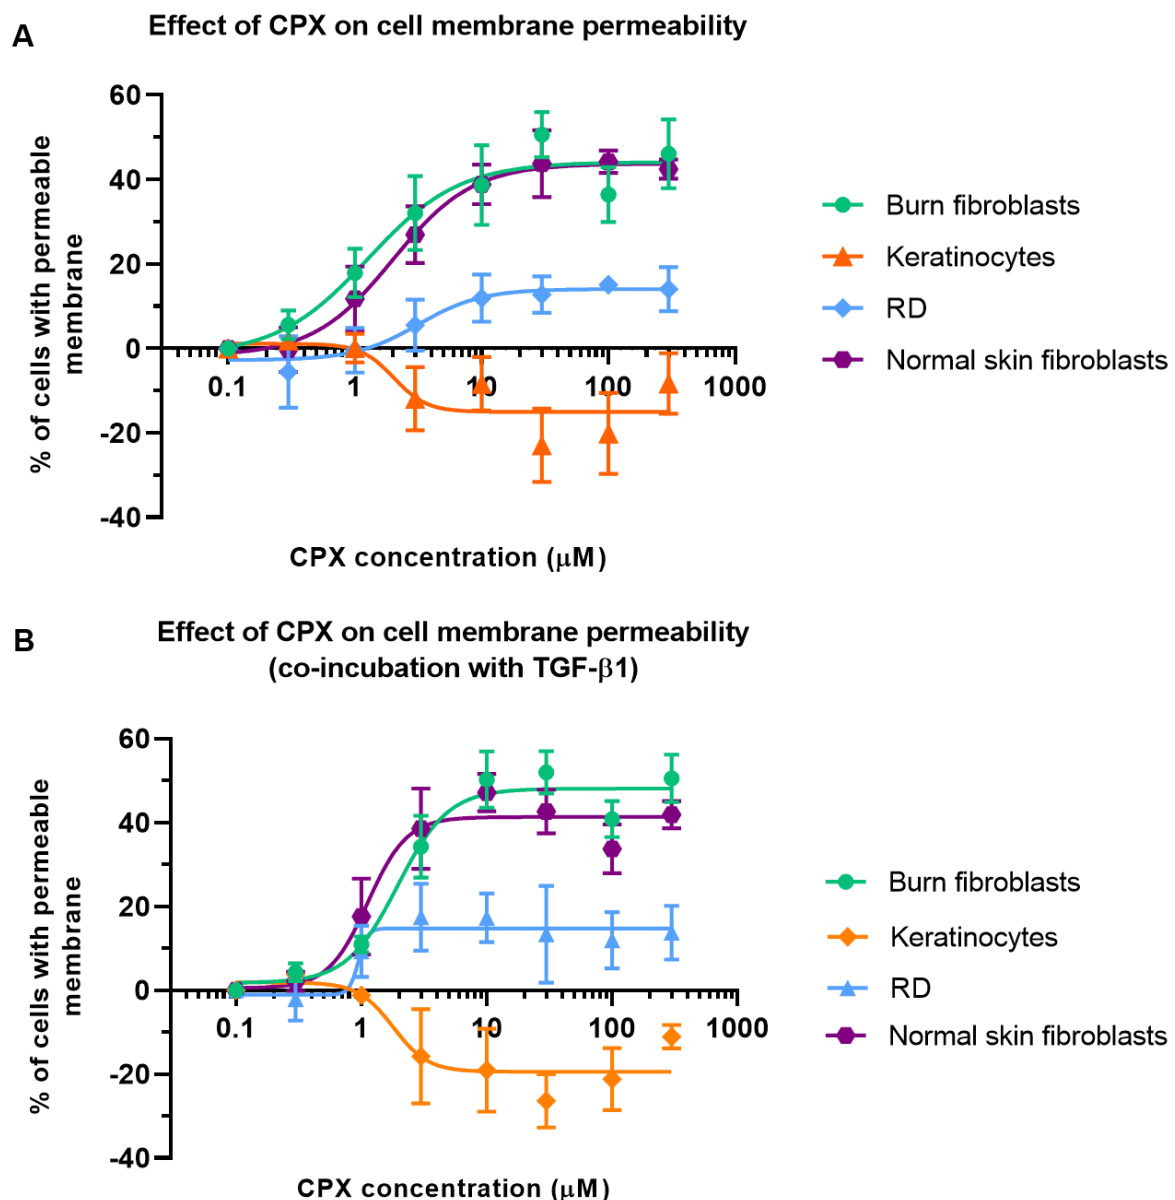 A
Effect of CPX on cell membrane permeability
% of cells with permeable
membrane
60
40
20
0
-20
-40
0.1
1
10
100
1000
CPX concentration (μM)
Burn fibroblasts
Keratinocytes
RD
Normal skin fibroblasts
B
Effect of CPX on cell membrane permeability
(co-incubation with TGF-β1)
% of cells with permeable
membrane
60
40
20
0
-20
-40
0.1
1
10
100
1000
CPX concentration (μM)
Burn fibroblasts
Keratinocytes
RD
Normal skin fibroblasts